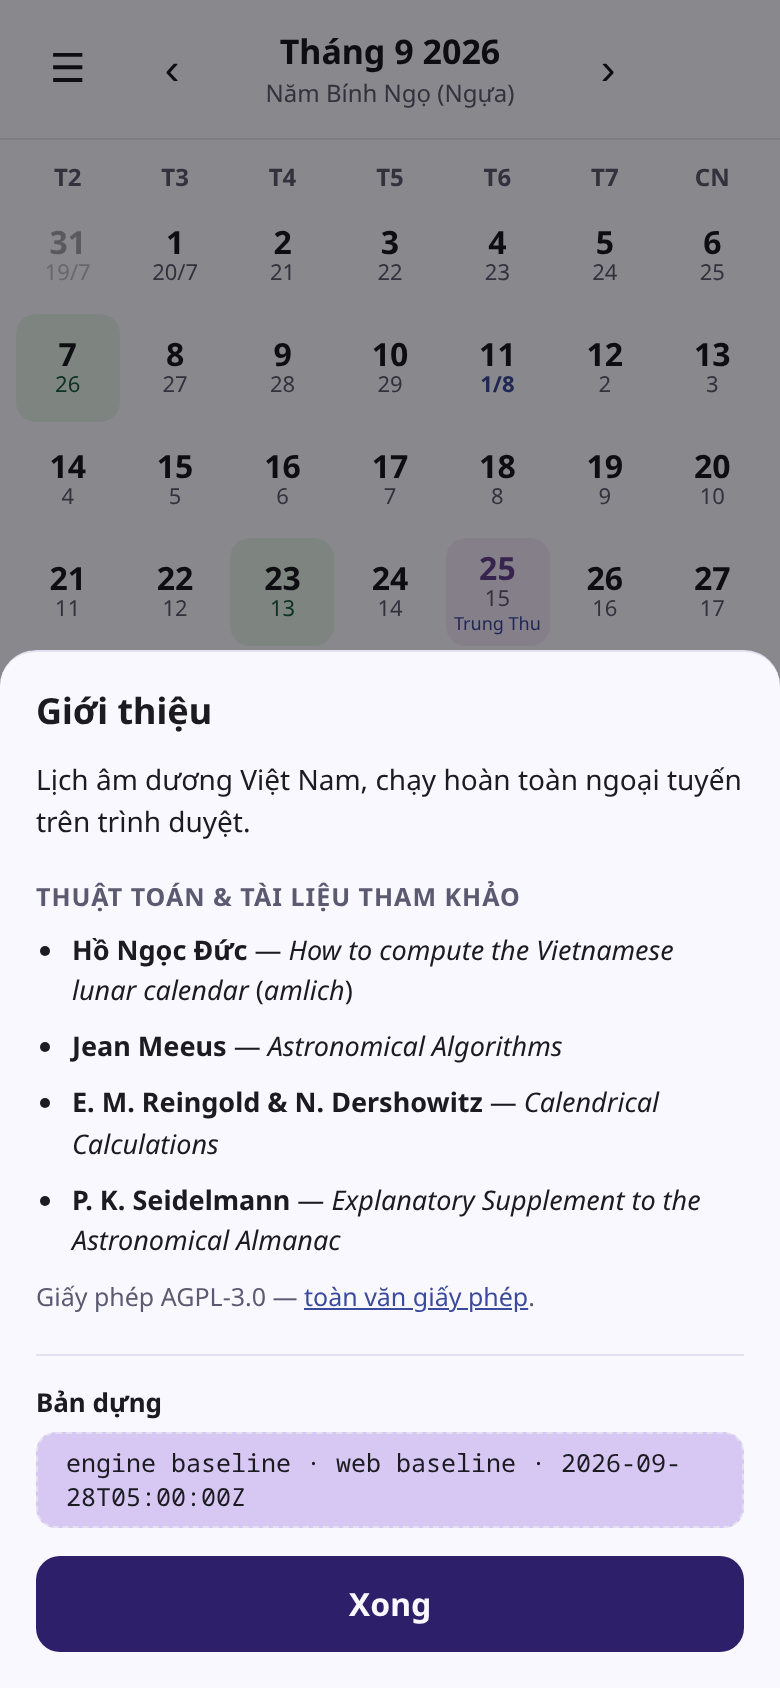 ☰ ‹ Tháng 9 2026 ›
Năm Bính Ngọ (Ngựa)
T2 T3 T4 T5 T6 T7 CN
31 1 2 3 4 5 6
19/7 20/7 21 22 23 24 25
7 8 9 10 11 12 13
26 27 28 29 1/8 2 3
14 15 16 17 18 19 20
4 5 6 7 8 9 10
21 22 23 24 25 26 27
11 12 13 14 15 16 17
Trung Thu
Giới thiệu
Lịch âm dương Việt Nam, chạy hoàn toàn ngoại tuyến
trên trình duyệt.
THUẬT TOÁN & TÀI LIỆU THAM KHẢO
• Hồ Ngọc Đức — How to compute the Vietnamese
lunar calendar (amlich)
• Jean Meeus — Astronomical Algorithms
• E. M. Reingold & N. Dershowitz — Calendrical
Calculations
• P. K. Seidelmann — Explanatory Supplement to the
Astronomical Almanac
Giấy phép AGPL-3.0 — toàn văn giấy phép.
Bản dựng
engine baseline · web baseline · 2026-09-
28T05:00:00Z
Xong